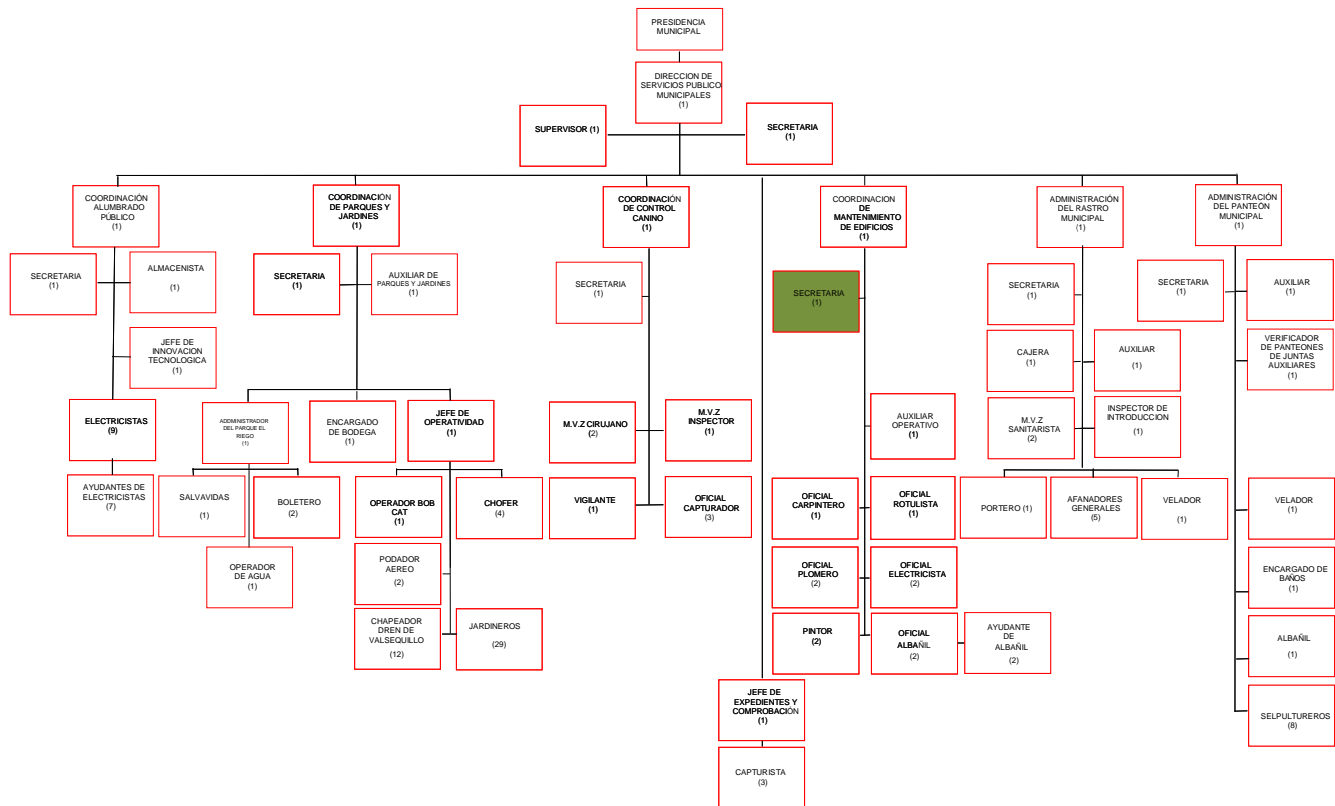 PRESIDENCIA
MUNICIPAL
DIRECCION DE
SERVICIOS PUBLICO
MUNICIPALES
(1)
SUPERVISOR (1)
SECRETARIA
(1)
COORDINACIÓN
ALUMBRADO
PÚBLICO
(1)
COORDINACIÓN
DE PARQUES Y
JARDINES
(1)
COORDINACIÓN
DE CONTROL
CANINO
(1)
COORDINACION
DE
MANTENIMIENTO
DE EDIFICIOS
(1)
ADMINISTRACIÓN
DEL RASTRO
MUNICIPAL
(1)
ADMINISTRACIÓN
DEL PANTEÓN
MUNICIPAL
(1)
SECRETARIA
(1)
ALMACENISTA
(1)
JEFE DE
INNOVACION
TECNOLOGICA
(1)
ELECTRICISTAS
(9)
AYUDANTES DE
ELECTRICISTAS
(7)
SECRETARIA
(1)
AUXILIAR DE
PARQUES Y JARDINES
(1)
ADDMINISTRADOR
DEL PARQUE EL
RIEGO
(1)
ENCARGADO
DE BODEGA
(1)
JEFE DE
OPERATIVIDAD
(1)
SALVAVIDAS
(1)
BOLETERO
(2)
OPERADOR
DE AGUA
(1)
OPERADOR BOB
CAT
(1)
CHOFER
(4)
PODADOR
AEREO
(2)
CHAPEADOR
DREN DE
VALSEQUILLO
(12)
JARDINEROS
(29)
SECRETARIA
(1)
M.V.Z CIRUJANO
(2)
M.V.Z
INSPECTOR
(1)
VIGILANTE
(1)
OFICIAL
CAPTURADOR
(3)
JEFE DE
EXPEDIENTES Y
COMPROBACIÓN
(1)
CAPTURISTA
(3)
SECRETARIA
(1)
AUXILIAR
OPERATIVO
(1)
OFICIAL
CARPINTERO
(1)
OFICIAL
ROTULISTA
(1)
OFICIAL
PLOMERO
(2)
OFICIAL
ELECTRICISTA
(2)
PINTOR
(2)
OFICIAL
ALBAÑIL
(2)
AYUDANTE
DE
ALBAÑIL
(2)
SECRETARIA
(1)
CAJERA
(1)
AUXILIAR
(1)
M.V.Z
SANITARISTA
(2)
INSPECTOR DE
INTRODUCCION
(1)
PORTERO (1)
AFANADORES
GENERALES
(5)
VELADOR
(1)
SECRETARIA
(1)
AUXILIAR
(1)
VERIFICADOR
DE PANTEONES
DE JUNTAS
AUXILIARES
(1)
VELADOR
(1)
ENCARGADO DE
BAÑOS
(1)
ALBAÑIL
(1)
SELPULTUREROS
(8)